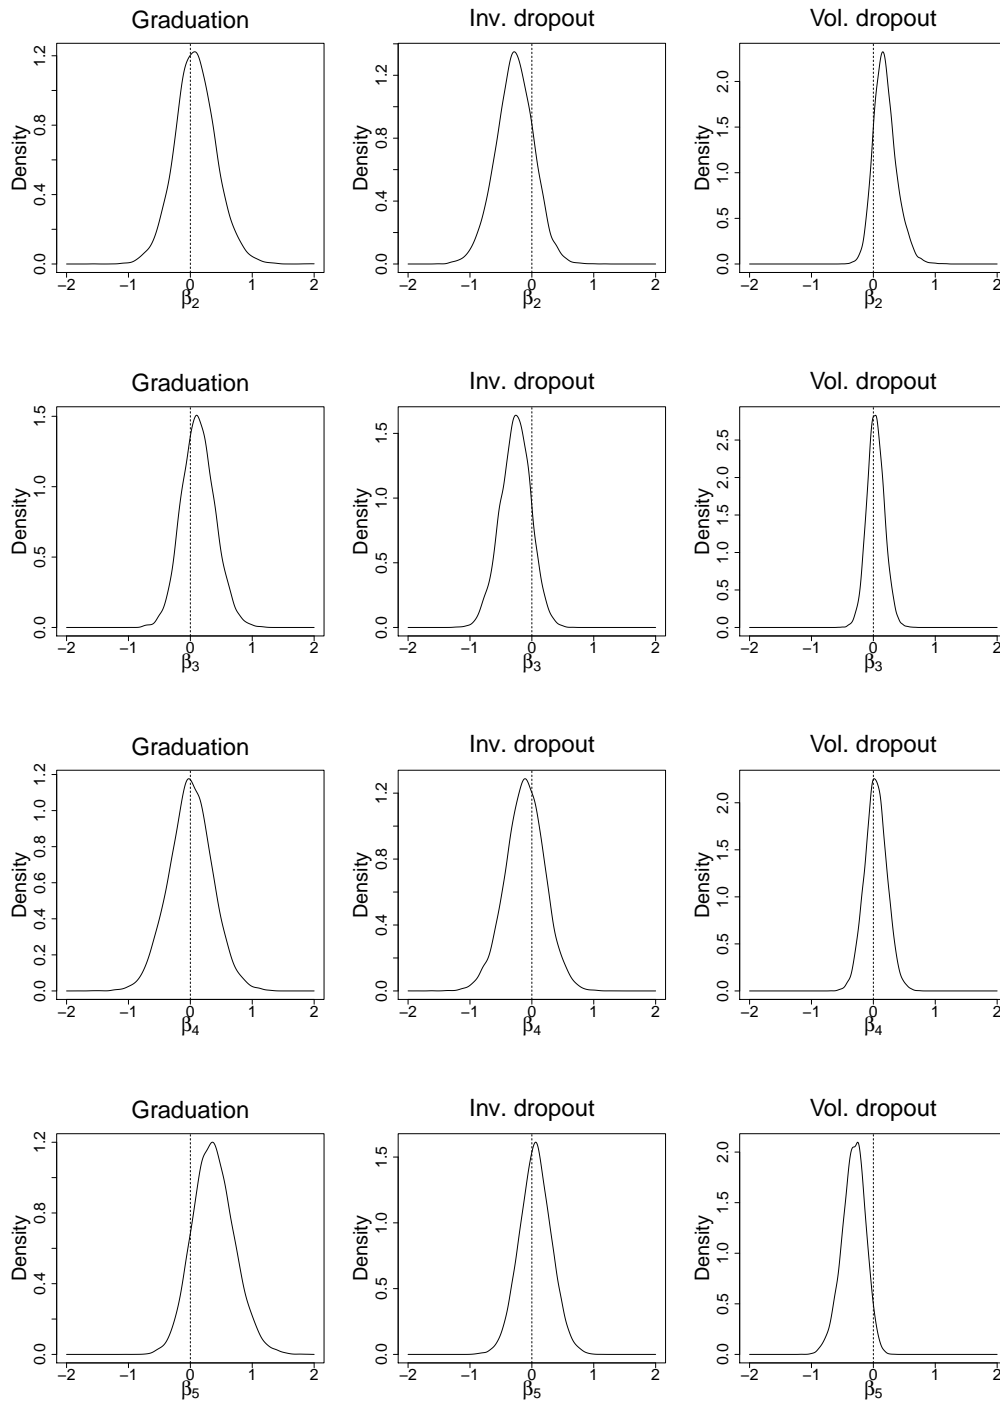 Graduation Inv. dropout Vol. dropout
Density 0.0 0.4 0.8 1.2
−2 −1 0 1 2
β2
Density 0.0 0.4 0.8 1.2
−2 −1 0 1 2
β2
Density 0.0 0.5 1.0 1.5 2.0
−2 −1 0 1 2
β2
Graduation Inv. dropout Vol. dropout
Density 0.0 0.5 1.0 1.5
−2 −1 0 1 2
β3
Density 0.0 0.5 1.0 1.5
−2 −1 0 1 2
β3
Density 0.0 0.5 1.0 1.5 2.0 2.5
−2 −1 0 1 2
β3
Graduation Inv. dropout Vol. dropout
Density 0.0 0.2 0.4 0.6 0.8 1.0 1.2
−2 −1 0 1 2
β4
Density 0.0 0.4 0.8 1.2
−2 −1 0 1 2
β4
Density 0.0 0.5 1.0 1.5 2.0
−2 −1 0 1 2
β4
Graduation Inv. dropout Vol. dropout
Density 0.0 0.4 0.8 1.2
−2 −1 0 1 2
β5
Density 0.0 0.5 1.0 1.5
−2 −1 0 1 2
β5
Density 0.0 0.5 1.0 1.5 2.0
−2 −1 0 1 2
β5